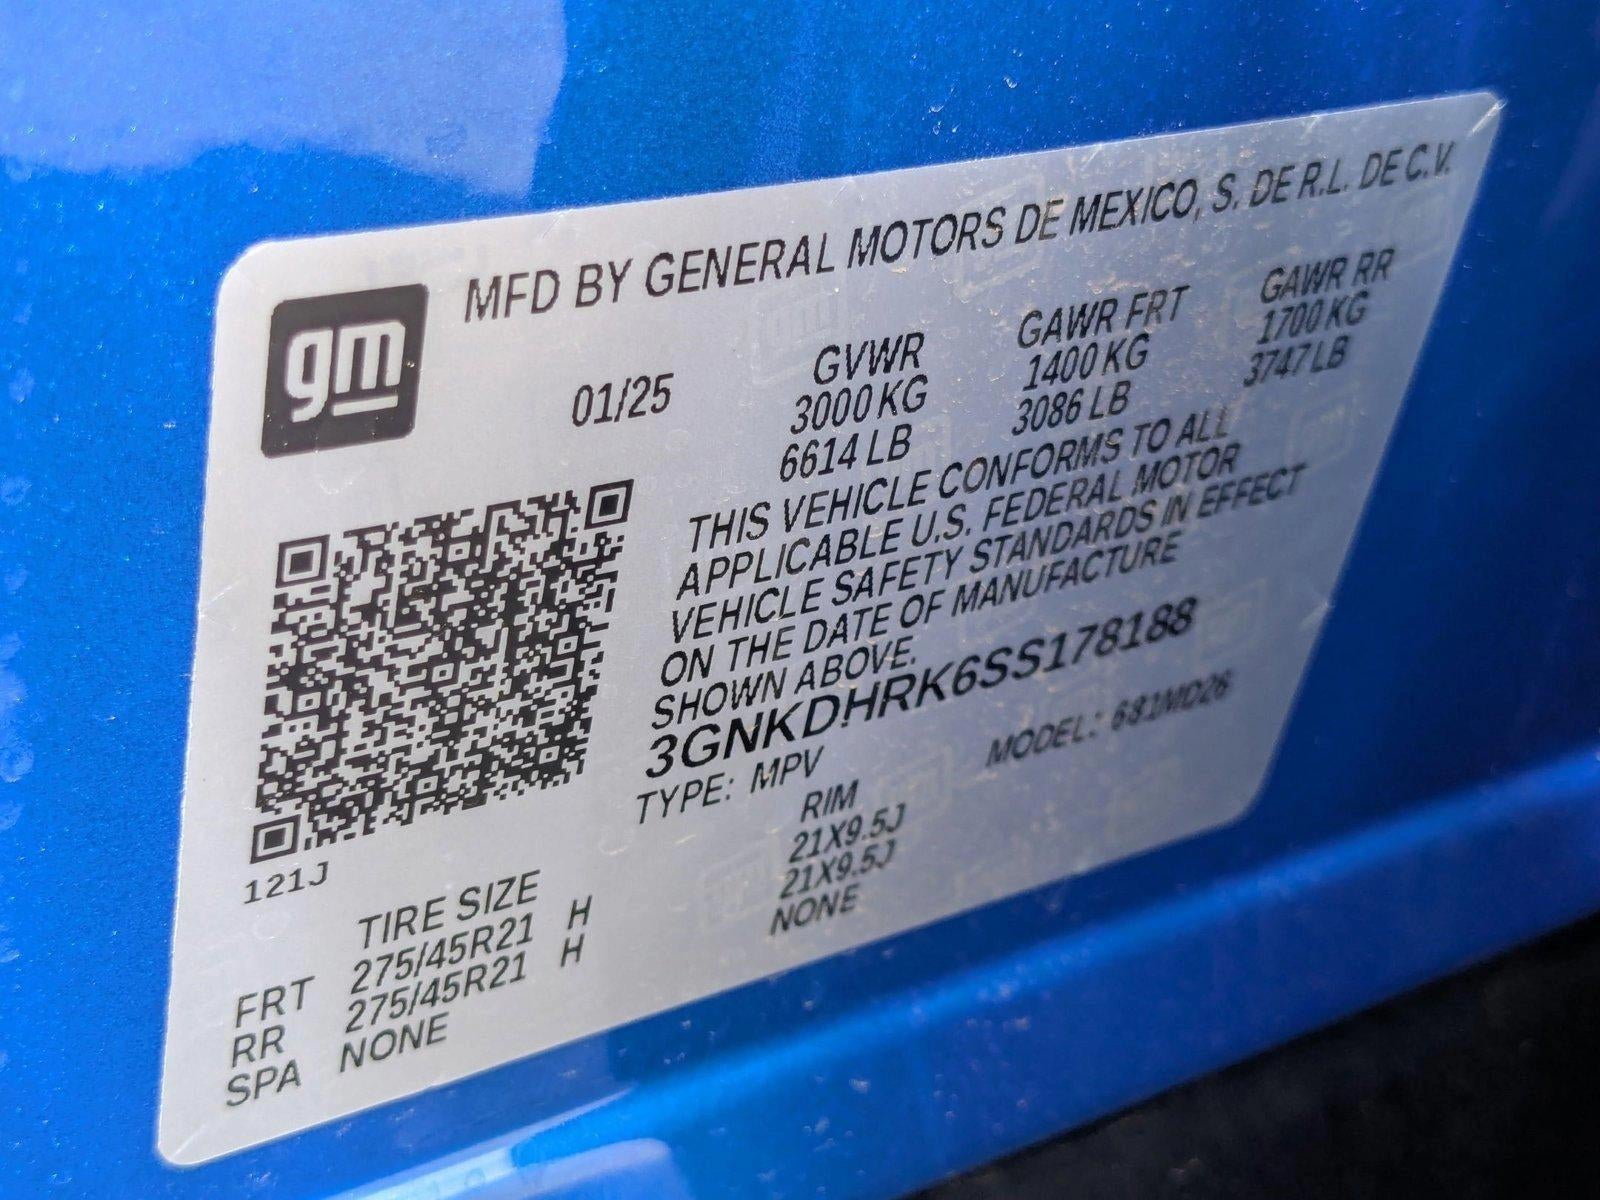 gm
MFD BY GENERAL MOTORS DE MEXICO, S. DE R.L. DE C.V.
01/25
GVWR GAWR FRT GAWR RR
3000 KG 1400 KG 1700 KG
6614 LB 3086 LB 3747 LB
THIS VEHICLE CONFORMS TO ALL
APPLICABLE U.S. FEDERAL MOTOR
VEHICLE SAFETY STANDARDS IN EFFECT
ON THE DATE OF MANUFACTURE
SHOWN ABOVE.
3GNKDHRK6SS178188
TYPE: MPV MODEL: 681MD26
121J
TIRE SIZE RIM
FRT 275/45R21 H 21X9.5J
RR 275/45R21 H 21X9.5J
SPA NONE NONE